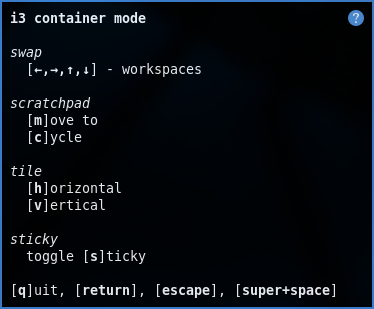 i3 container mode
?
swap
[←,→,↑,↓] - workspaces
scratchpad
[m]ove to
[c]ycle
tile
[h]orizontal
[v]ertical
sticky
toggle [s]ticky
[q]uit, [return], [escape], [super+space]